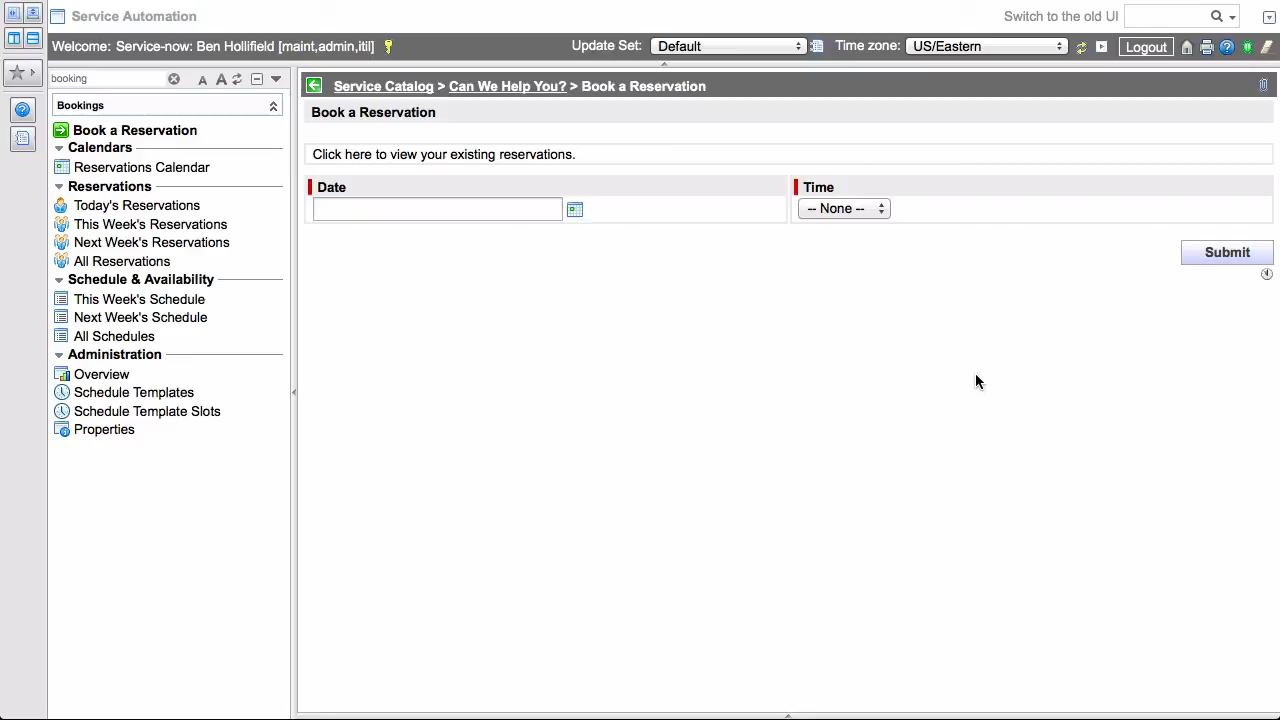 Service Automation
Switch to the old UI
Welcome: Service-now: Ben Hollifield [maint,admin,itil]
Update Set: Default
Time zone: US/Eastern
Logout
booking
A A
Bookings
Book a Reservation
Calendars
Reservations Calendar
Reservations
Today's Reservations
This Week's Reservations
Next Week's Reservations
All Reservations
Schedule & Availability
This Week's Schedule
Next Week's Schedule
All Schedules
Administration
Overview
Schedule Templates
Schedule Template Slots
Properties
Service Catalog > Can We Help You? > Book a Reservation
Book a Reservation
Click here to view your existing reservations.
Date
Time
-- None --
Submit